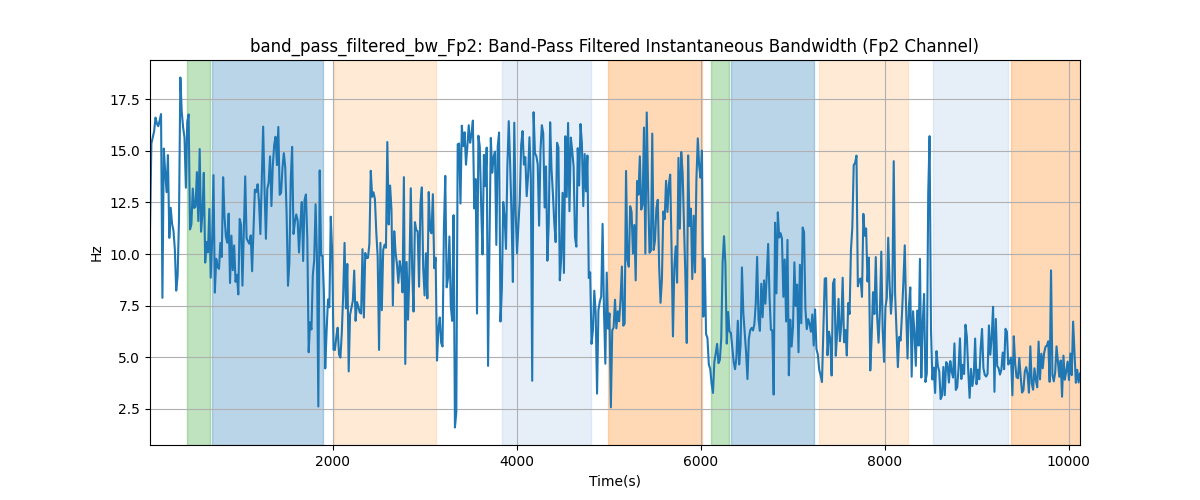 band_pass_filtered_bw_Fp2: Band-Pass Filtered Instantaneous Bandwidth (Fp2 Channel)
17.5
15.0
12.5
10.0
7.5
5.0
2.5
Hz
2000 4000 6000 8000 10000
Time(s)